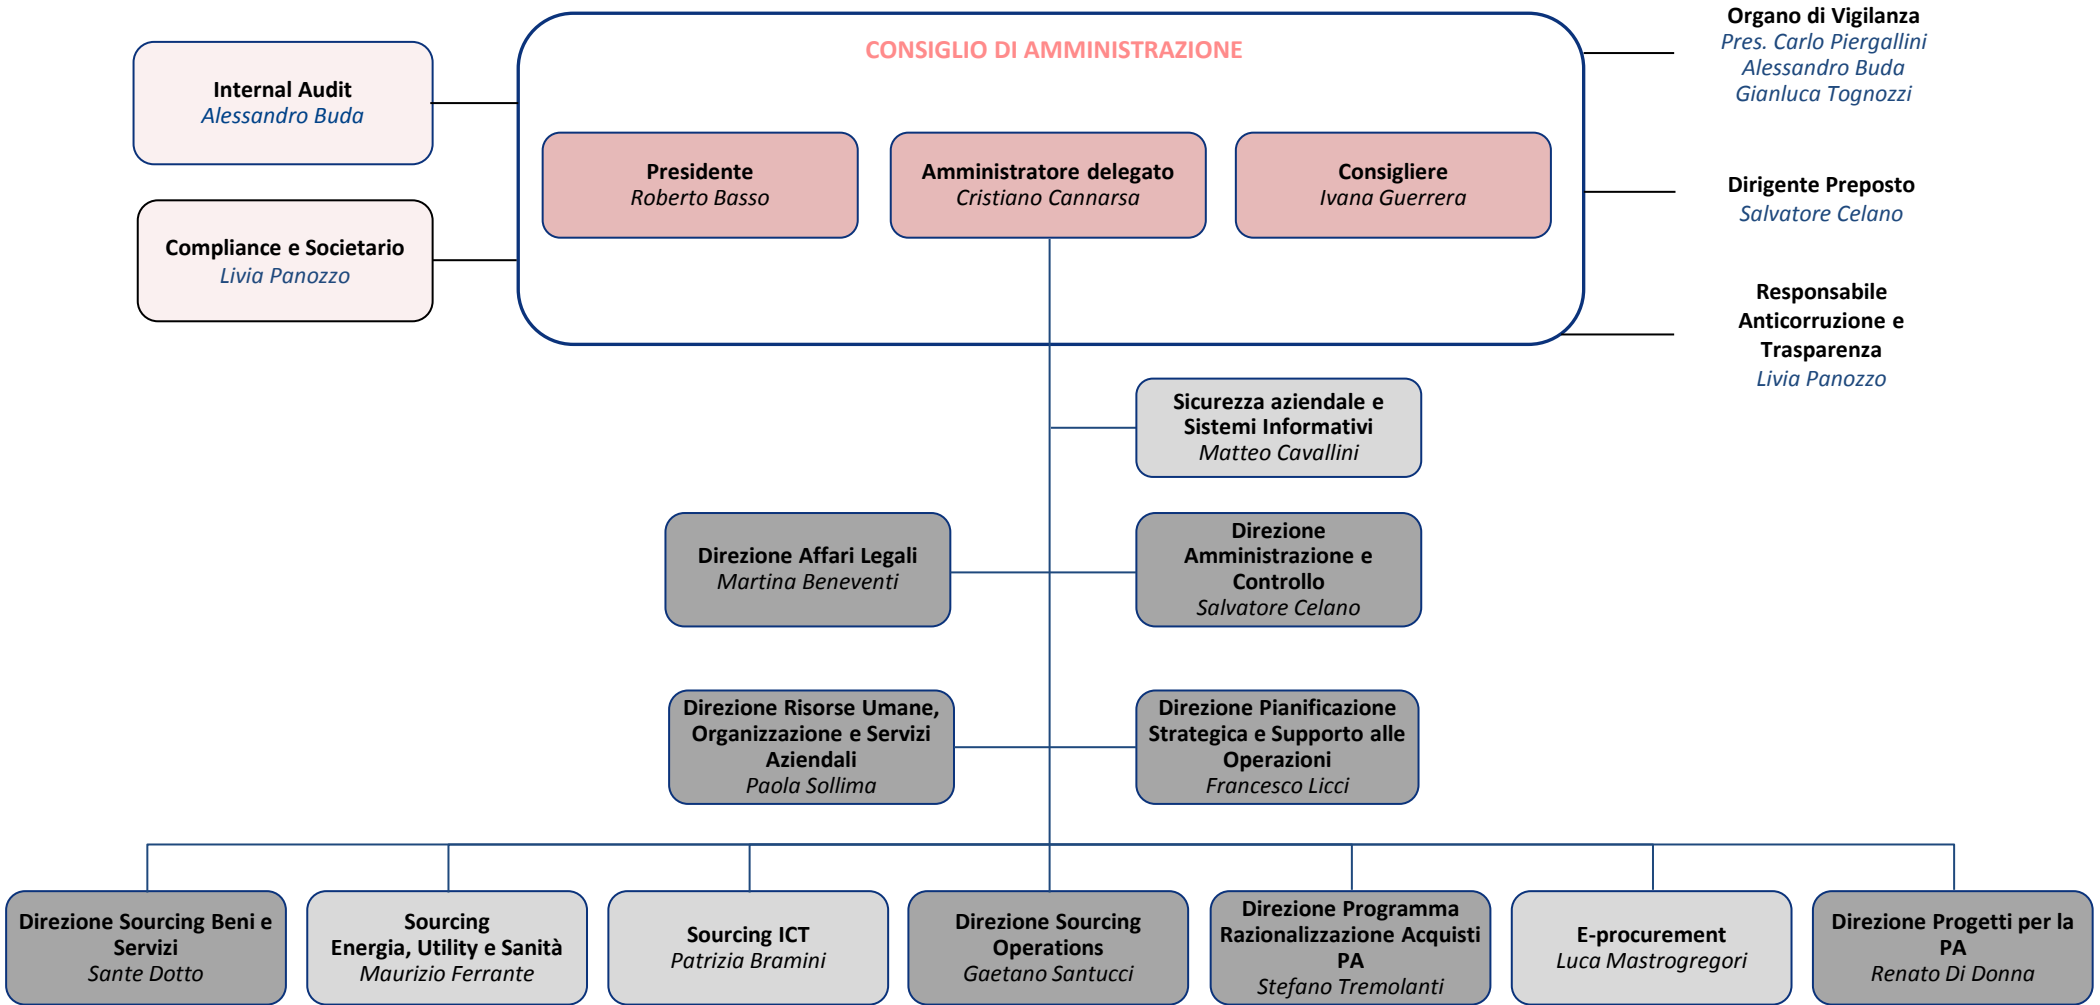 CONSIGLIO DI AMMINISTRAZIONE
Internal Audit
Alessandro Buda
Compliance e Societario
Livia Panozzo
Presidente
Roberto Basso
Amministratore delegato
Cristiano Cannarsa
Consigliere
Ivana Guerrera
Organo di Vigilanza
Pres. Carlo Piergallini
Alessandro Buda
Gianluca Tognozzi
Dirigente Preposto
Salvatore Celano
Responsabile
Anticorruzione e
Trasparenza
Livia Panozzo
Sicurezza aziendale e
Sistemi Informativi
Matteo Cavallini
Direzione Affari Legali
Martina Beneventi
Direzione
Amministrazione e
Controllo
Salvatore Celano
Direzione Risorse Umane,
Organizzazione e Servizi
Aziendali
Paola Sollima
Direzione Pianificazione
Strategica e Supporto alle
Operazioni
Francesco Licci
Direzione Sourcing Beni e
Servizi
Sante Dotto
Sourcing
Energia, Utility e Sanità
Maurizio Ferrante
Sourcing ICT
Patrizia Bramini
Direzione Sourcing
Operations
Gaetano Santucci
Direzione Programma
Razionalizzazione Acquisti
PA
Stefano Tremolanti
E-procurement
Luca Mastrogregori
Direzione Progetti per la
PA
Renato Di Donna